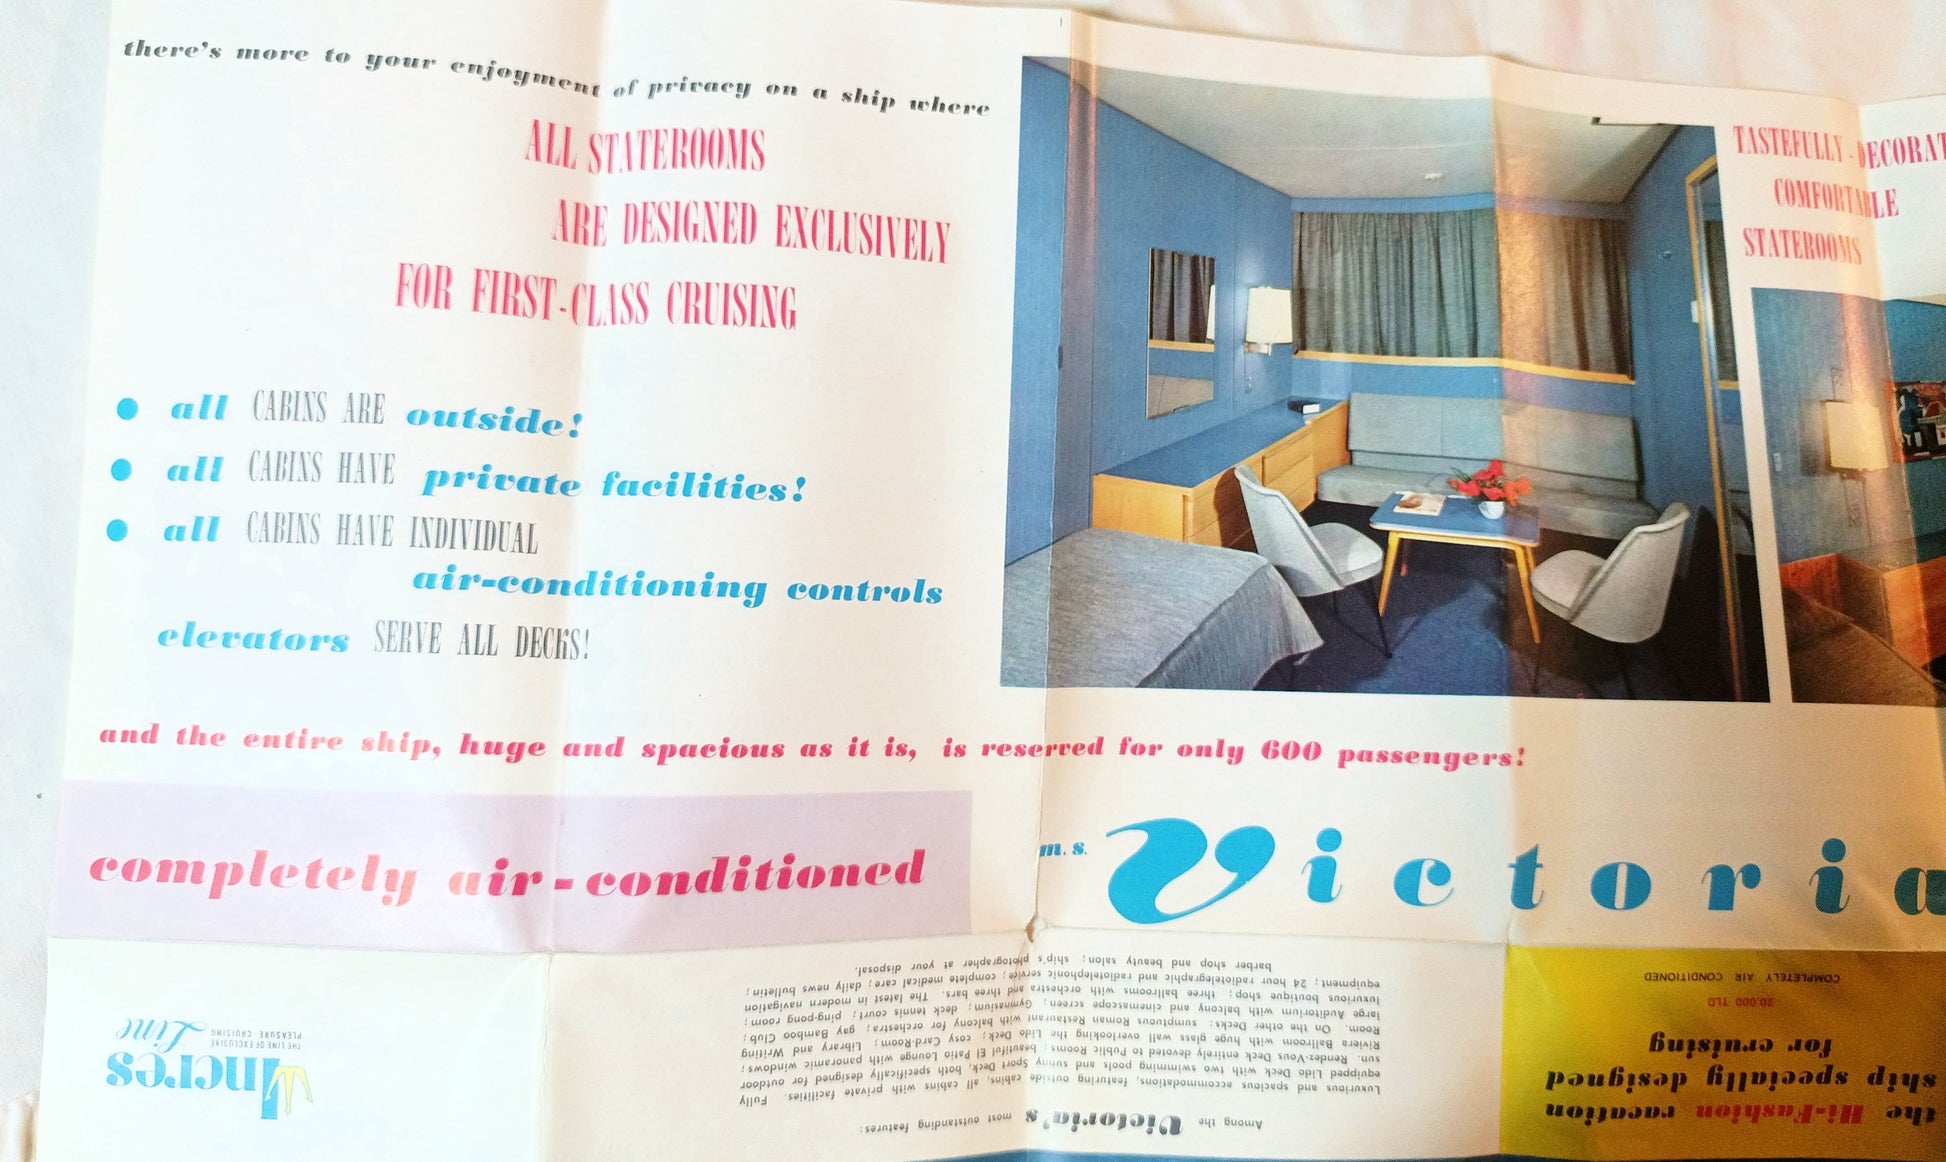 there's more to your enjoyment of privacy on a ship where
ALL STATEROOMS
ARE DESIGNED EXCLUSIVELY
FOR FIRST-CLASS CRUISING
● all CABINS ARE outside!
● all CABINS HAVE private facilities!
● all CABINS HAVE INDIVIDUAL
air-conditioning controls
elevators SERVE ALL DECKS!
TASTEFULLY-DECORAT
COMFORTABLE
STATEROOMS
and the entire ship, huge and spacious as it is, is reserved for only 600 passengers!
completely air-conditioned
m.s. Victoria
the Hi-Fashion vacation
ship specially designed
for cruising
20.000 TLD
COMPLETELY AIR CONDITIONED
Among the Victoria's most outstanding features:
Luxurious and spacious accommodations, featuring outside cabins, all cabins with private facilities. Fully
equipped Lido Deck with two swimming pools and sunny Sport Deck, both specifically designed for outdoor
sun. Rendez-Vous Deck entirely devoted to Public Rooms; beautiful El Patio Lounge with panoramic windows;
Riviera Ballroom with huge glass wall overlooking the Lido Deck; cosy Card-Room; Library and Writing
Room. On the other Decks: sumptuous Roman Restaurant with balcony for orchestra; gay Bamboo Club;
large Auditorium with balcony and cinemascope screen; Gymnasium; deck tennis court; ping-pong room;
luxurious boutique shop; three ballrooms with orchestra and three bars. The latest in modern navigation
equipment; 24 hour radiotelegraphic and radiotelephonic service; complete medical care; daily news bulletin;
barber shop and beauty salon; ship's photographer at your disposal.
Incres
Line
THE LINE OF EXCLUSIVE
PLEASURE CRUISING